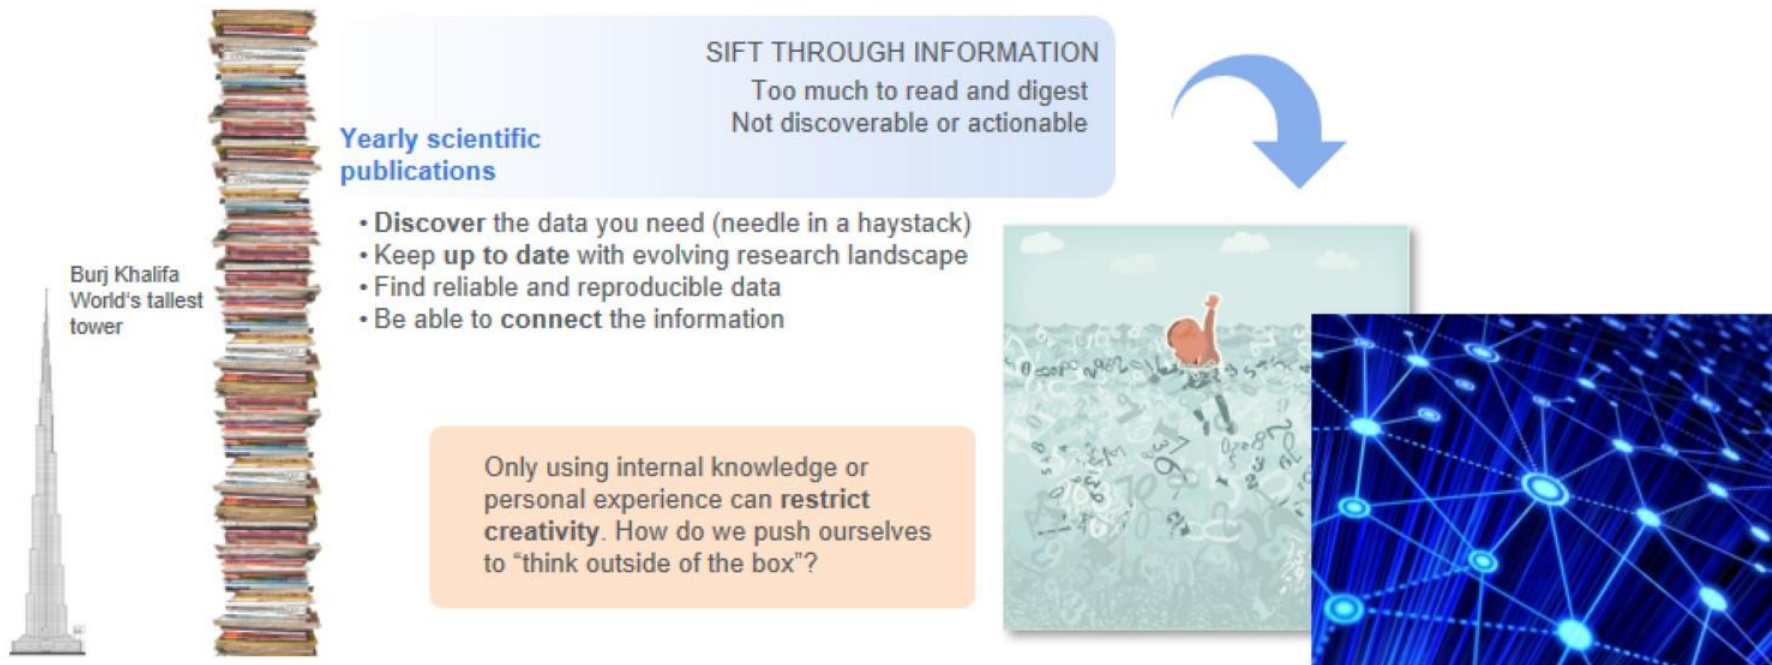 SIFT THROUGH INFORMATION
Too much to read and digest
Not discoverable or actionable
Yearly scientific
publications
• Discover the data you need (needle in a haystack)
• Keep up to date with evolving research landscape
• Find reliable and reproducible data
• Be able to connect the information
Burj Khalifa
World's tallest
tower
Only using internal knowledge or
personal experience can restrict
creativity. How do we push ourselves
to “think outside of the box”?